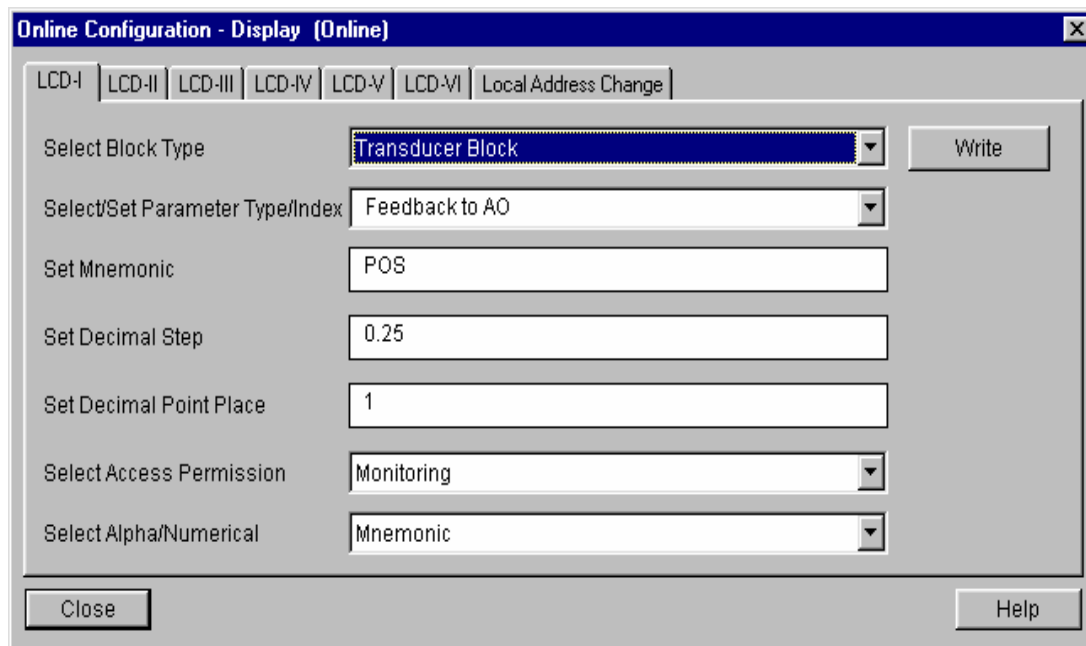 Online Configuration - Display (Online)
LCD-I LCD-II LCD-III LCD-IV LCD-V LCD-VI Local Address Change
Select Block Type Transducer Block Write
Select/Set Parameter Type/Index Feedback to AO
Set Mnemonic POS
Set Decimal Step 0.25
Set Decimal Point Place 1
Select Access Permission Monitoring
Select Alpha/Numerical Mnemonic
Close Help